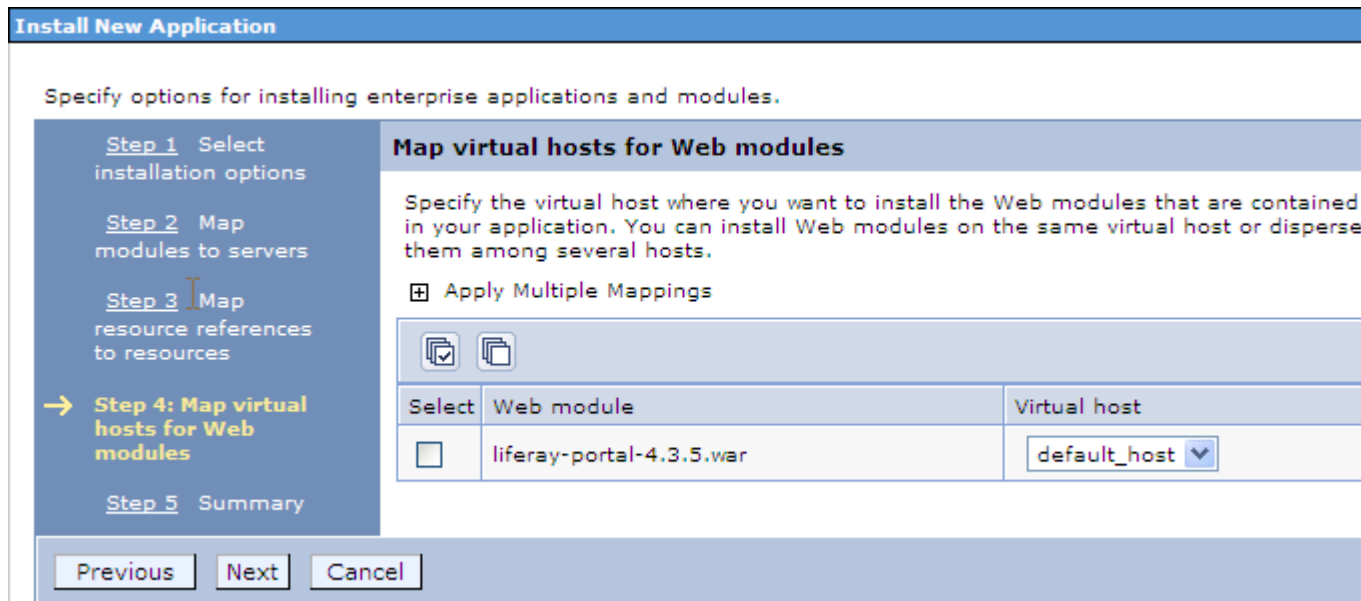 Install New Application
Specify options for installing enterprise applications and modules.
Step 1 Select
installation options
Step 2 Map
modules to servers
Step 3 Map
resource references
to resources
Step 4: Map virtual
hosts for Web
modules
Step 5 Summary
Map virtual hosts for Web modules
Specify the virtual host where you want to install the Web modules that are contained
in your application. You can install Web modules on the same virtual host or disperse
them among several hosts.
Apply Multiple Mappings
Select Web module Virtual host
liferay-portal-4.3.5.war default_host
Previous Next Cancel